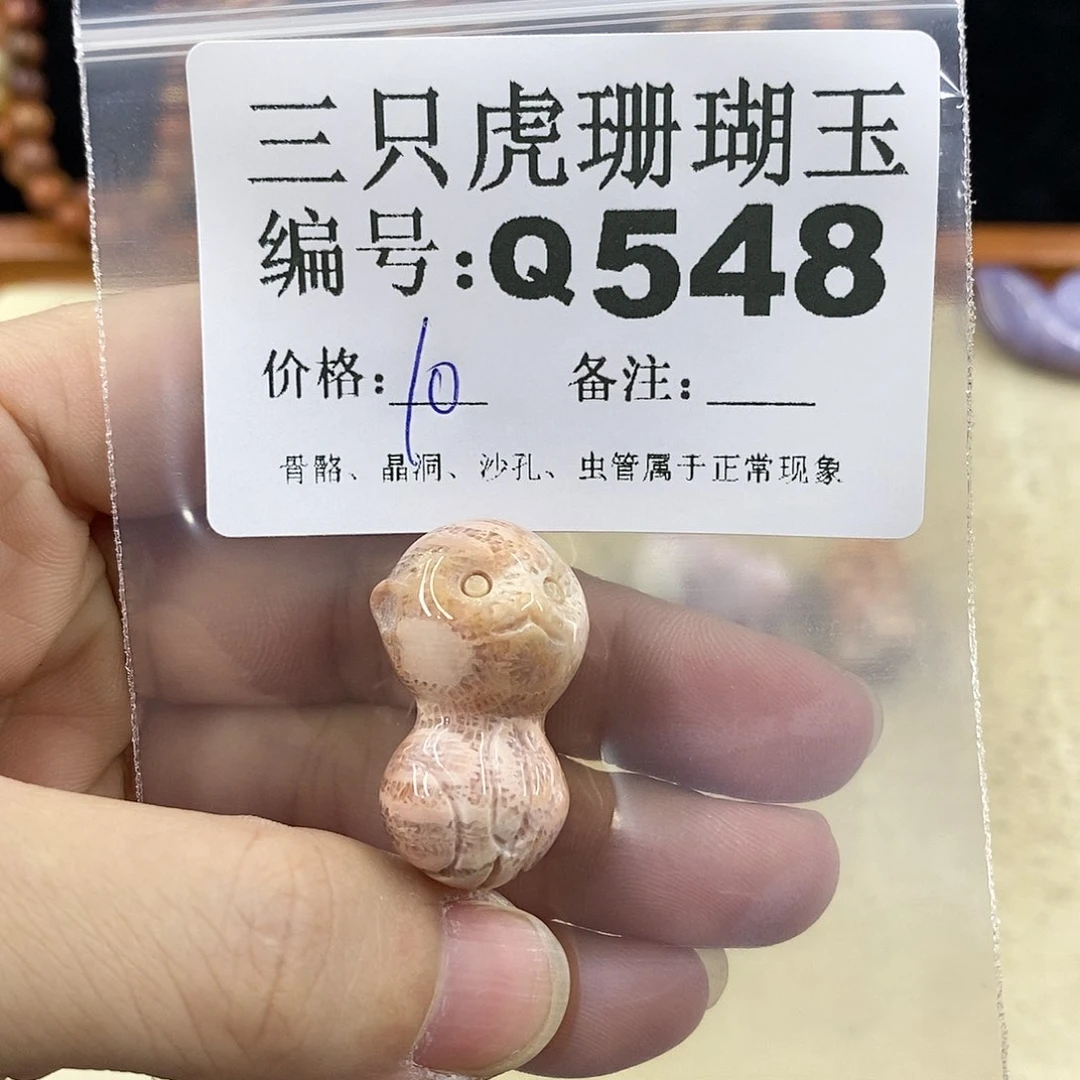 三只虎珊瑚玉
编号:Q548
价格:10 备注:____
骨骼、晶洞、沙孔、虫管属于正常现象